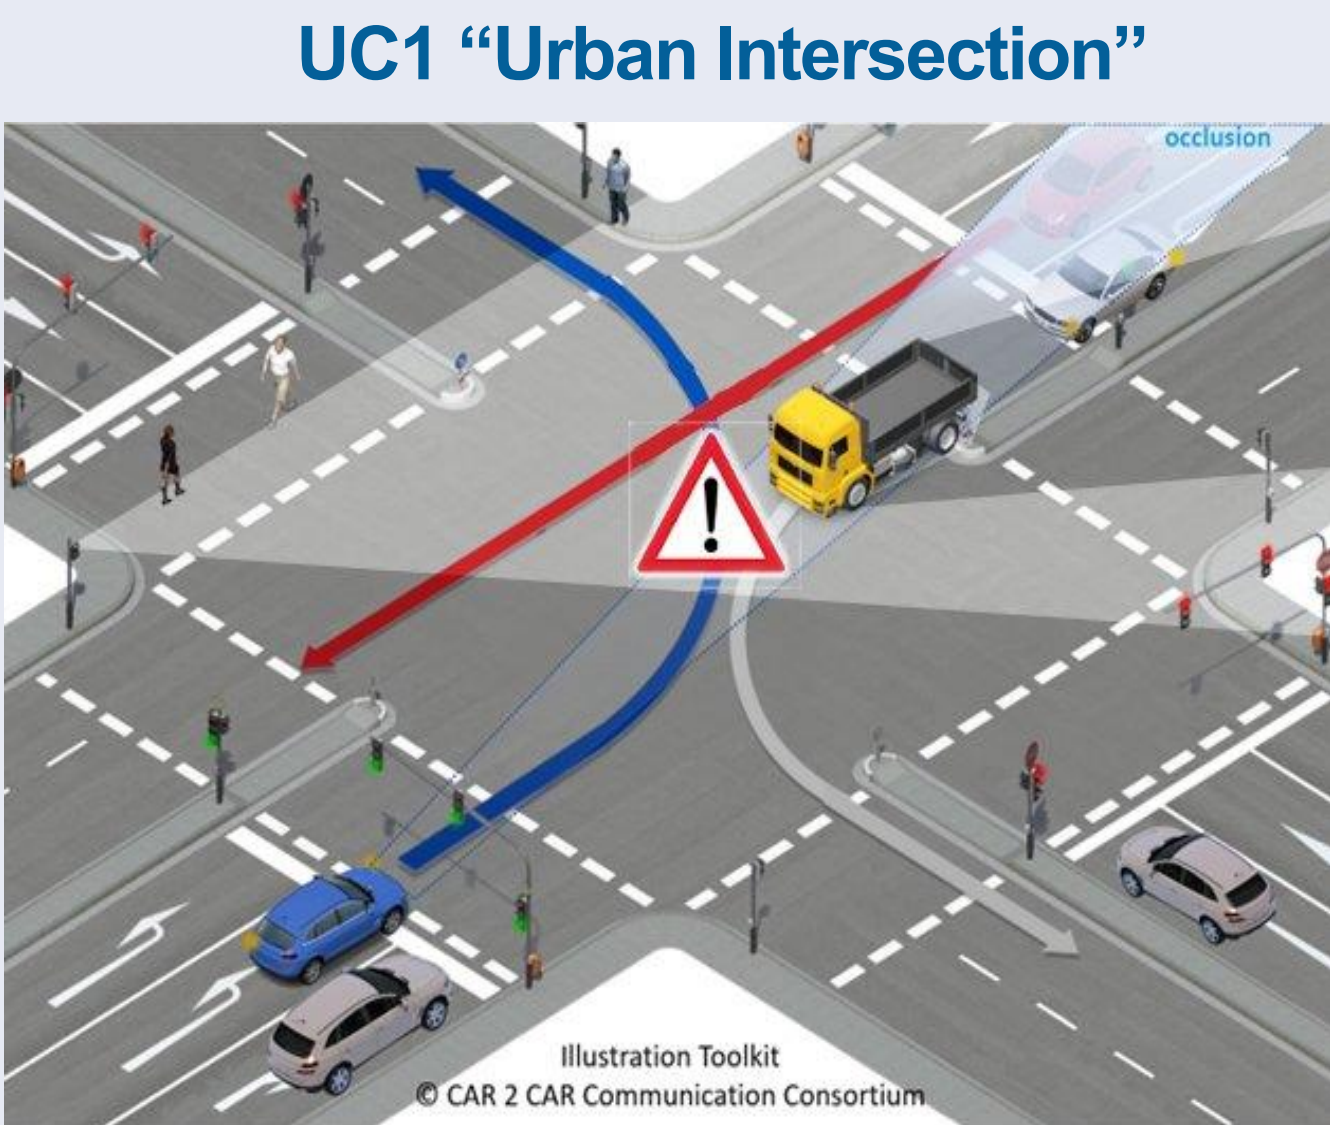 UC1 “Urban Intersection”
occlusion
Illustration Toolkit
© CAR 2 CAR Communication Consortium